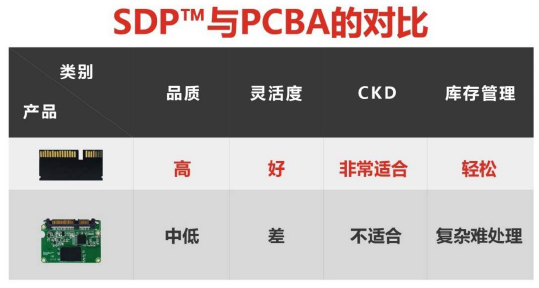 SDP™与PCBA的对比
类别
产品
品质 灵活度 CKD 库存管理
高 好 非常适合 轻松
中低 差 不适合 复杂难处理